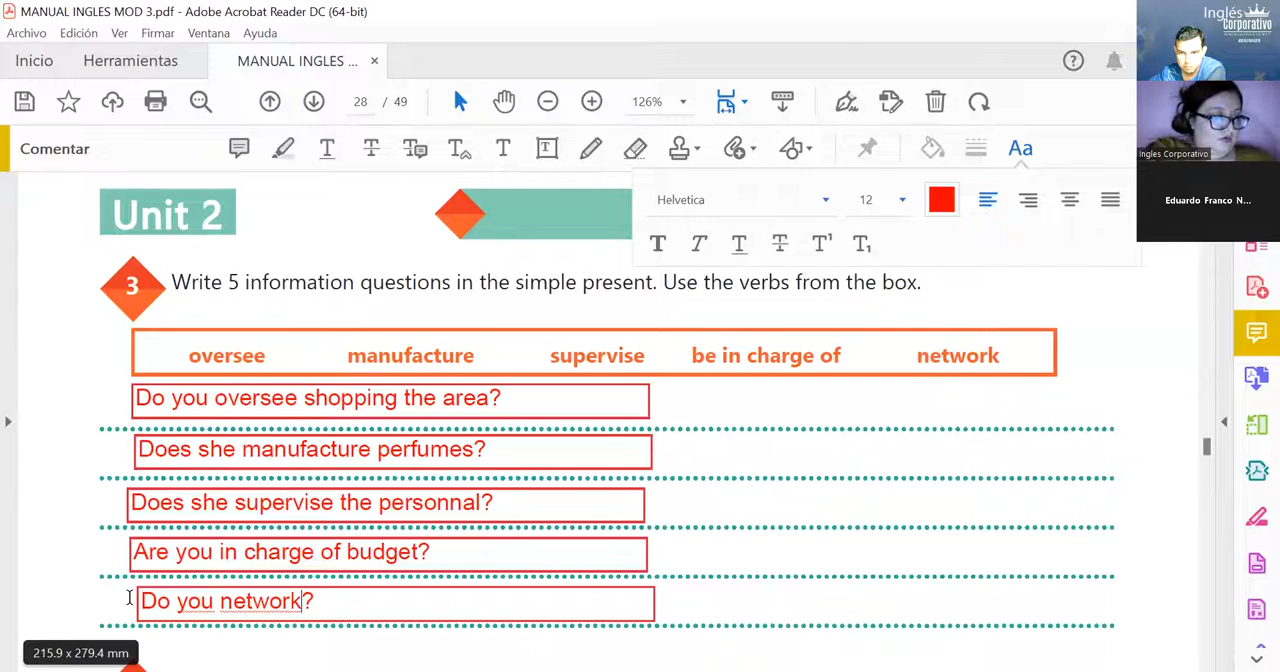 MANUAL INGLES MOD 3.pdf - Adobe Acrobat Reader DC (64-bit)
Archivo Edición Ver Firmar Ventana Ayuda
Inicio Herramientas MANUAL INGLES ... ×
28 / 49 126%
Comentar
Aa
Helvetica 12
Inglés
Corporativo
BEGINNER
Ingles Corporativo
Eduardo Franco N...
Unit 2
3 Write 5 information questions in the simple present. Use the verbs from the box.
oversee manufacture supervise be in charge of network
Do you oversee shopping the area?
Does she manufacture perfumes?
Does she supervise the personnal?
Are you in charge of budget?
Do you network?
215.9 x 279.4 mm